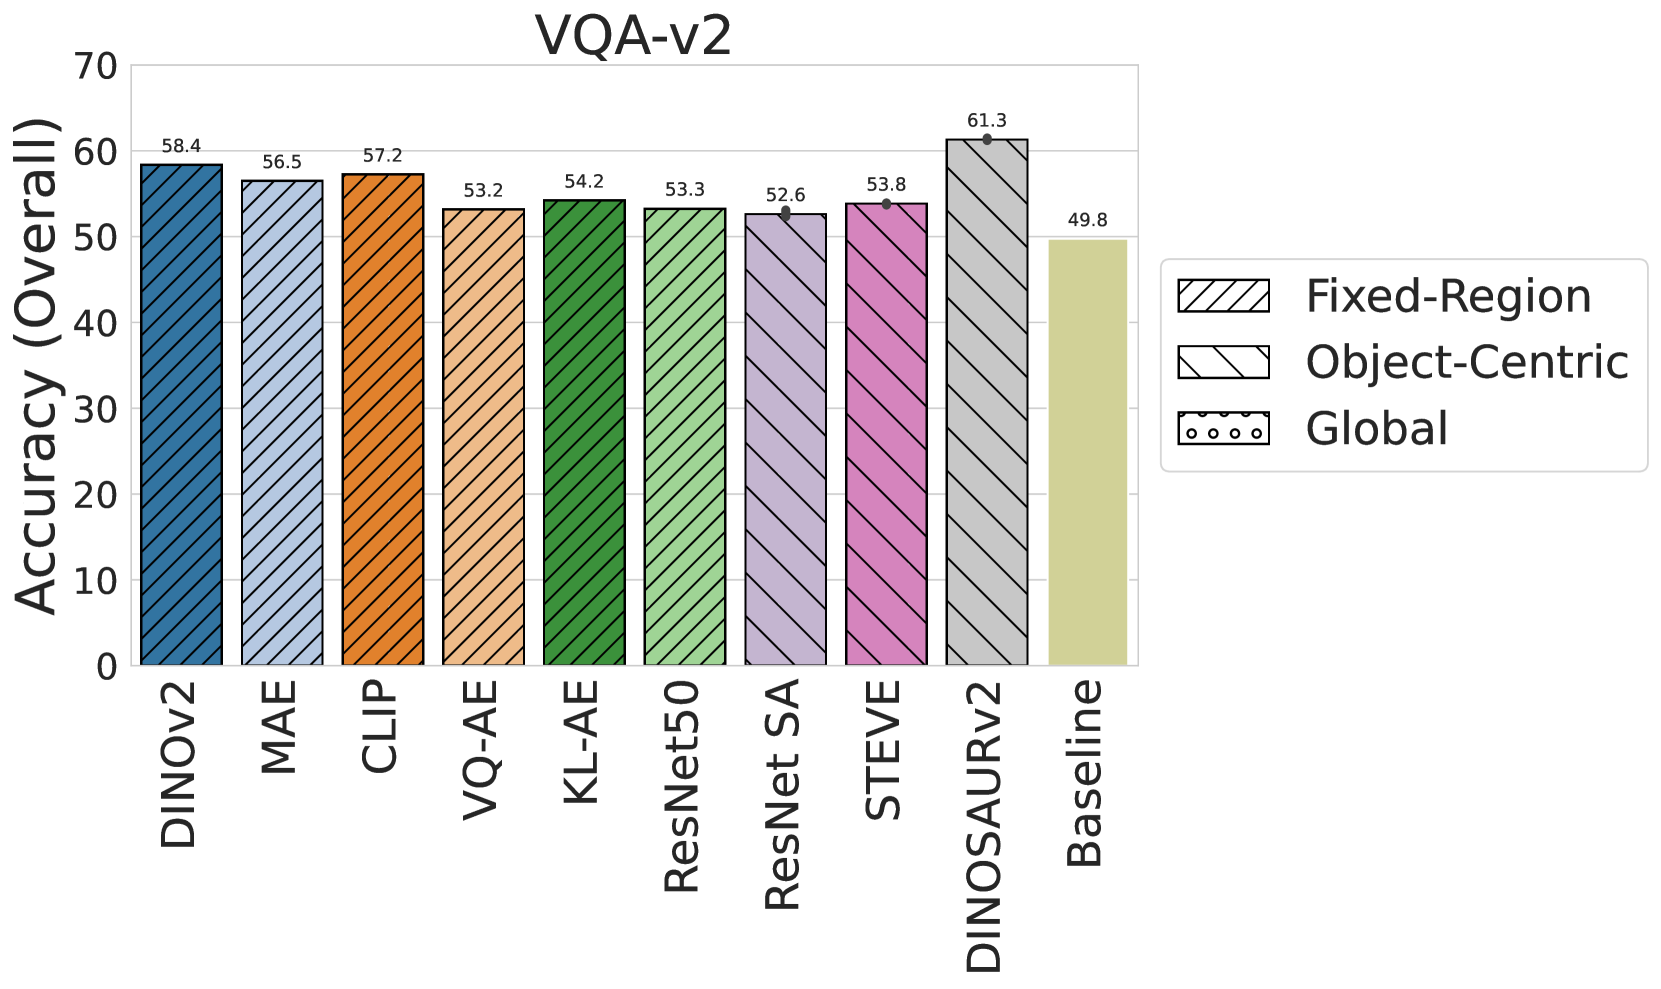 VQA-v2
Accuracy (Overall)
70
60
50
40
30
20
10
0
58.4
56.5
57.2
53.2
54.2
53.3
52.6
53.8
61.3
49.8
DINOv2
MAE
CLIP
VQ-AE
KL-AE
ResNet50
ResNet SA
STEVE
DINOSAURv2
Baseline
Fixed-Region
Object-Centric
Global